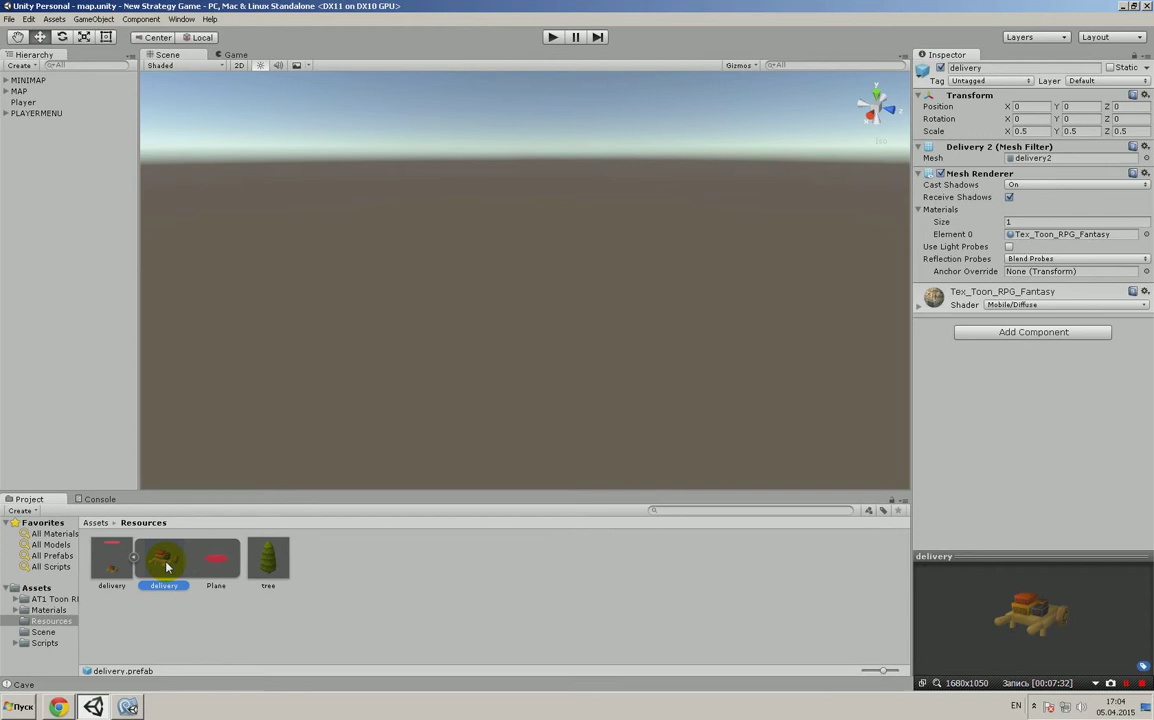 Unity Personal - map.unity - New Strategy Game - PC, Mac & Linux Standalone <DX11 on DX10 GPU>
File Edit Assets GameObject Component Window Help
Center Local Layers Layout
Hierarchy Scene Game Inspector
Create All Shaded 2D Gizmos All
delivery Static
Tag Untagged Layer Default
MINIMAP
MAP
Player
PLAYERMENU
y
z
Transform
Position X 0 Y 0 Z 0
Rotation X 0 Y 0 Z 0
Scale X 0.5 Y 0.5 Z 0.5
Delivery 2 (Mesh Filter)
Mesh delivery2
Mesh Renderer
Cast Shadows On
Receive Shadows
Materials
Size 1
Element 0 Tex_Toon_RPG_Fantasy
Use Light Probes
Reflection Probes Blend Probes
Anchor Override None (Transform)
Tex_Toon_RPG_Fantasy
Shader Mobile/Diffuse
Add Component
Project Console
Create
Favorites
All Materials
All Models
All Prefabs
All Scripts
Assets
AT1 Toon RI
Materials
Resources
Scene
Scripts
Assets Resources
delivery delivery Plane tree
delivery.prefab
delivery
Cave
1680x1050 Запись [00:07:32]
Пуск
EN 17:04
05.04.2015